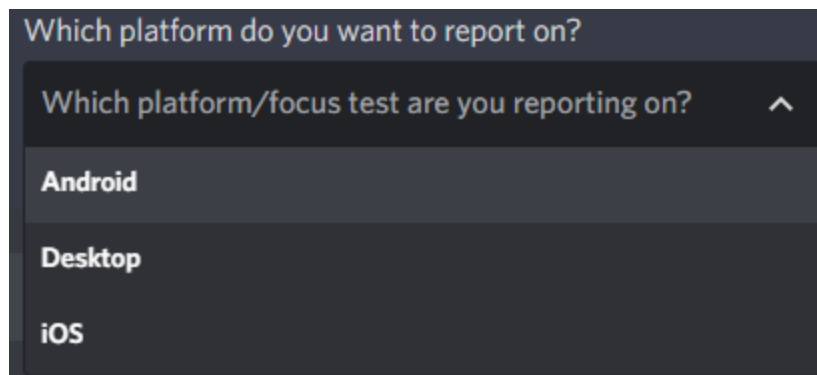 Which platform do you want to report on?
Which platform/focus test are you reporting on?
Android
Desktop
iOS